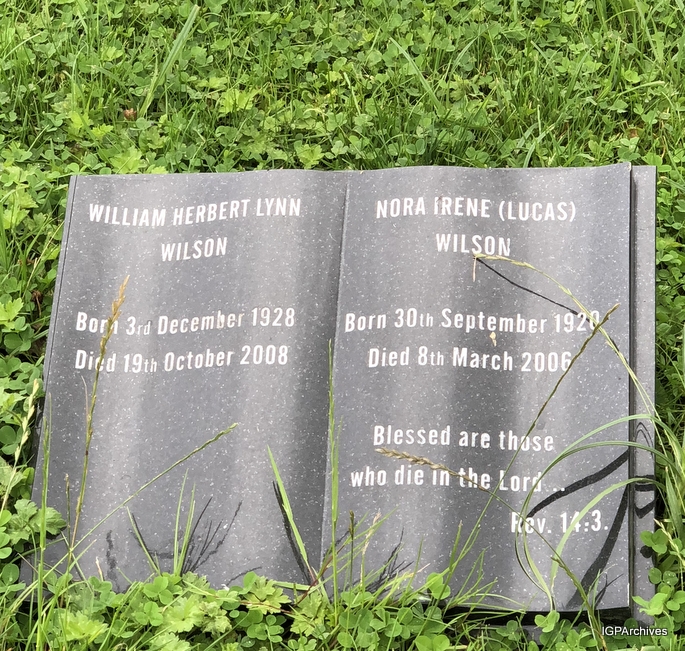 WILLIAM HERBERT LYNN
WILSON
Born 3rd December 1928
Died 19th October 2008
NORA IRENE (LUCAS)
WILSON
Born 30th September 1920
Died 8th March 2006
Blessed are those
who die in the Lord ...
Rev. 14:3.
IGPArchives